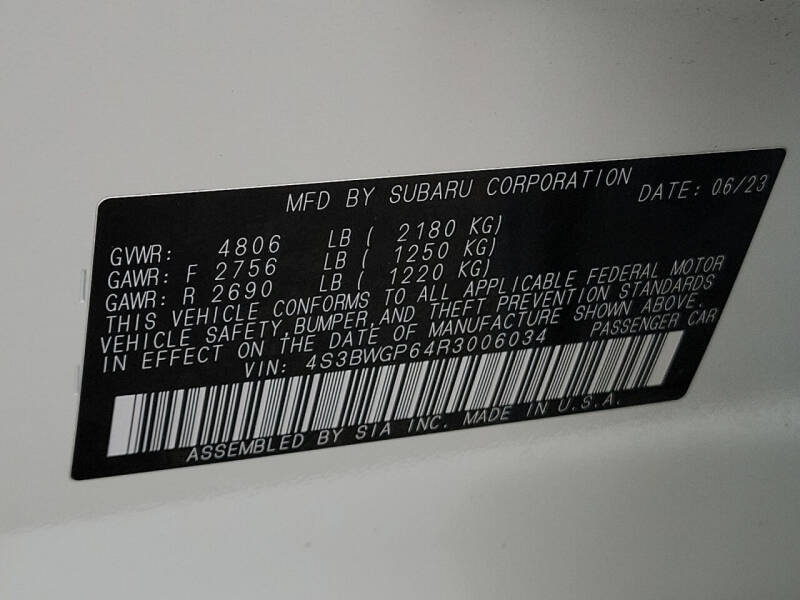 MFD BY SUBARU CORPORATION DATE: 06/23
GVWR: 4806 LB ( 2180 KG)
GAWR: F 2756 LB ( 1250 KG)
GAWR: R 2690 LB ( 1220 KG)
THIS VEHICLE CONFORMS TO ALL APPLICABLE FEDERAL MOTOR
VEHICLE SAFETY,BUMPER,AND THEFT PREVENTION STANDARDS
IN EFFECT ON THE DATE OF MANUFACTURE SHOWN ABOVE.
VIN: 4S3BWGP64R3006034 PASSENGER CAR
ASSEMBLED BY SIA INC. MADE IN U.S.A.